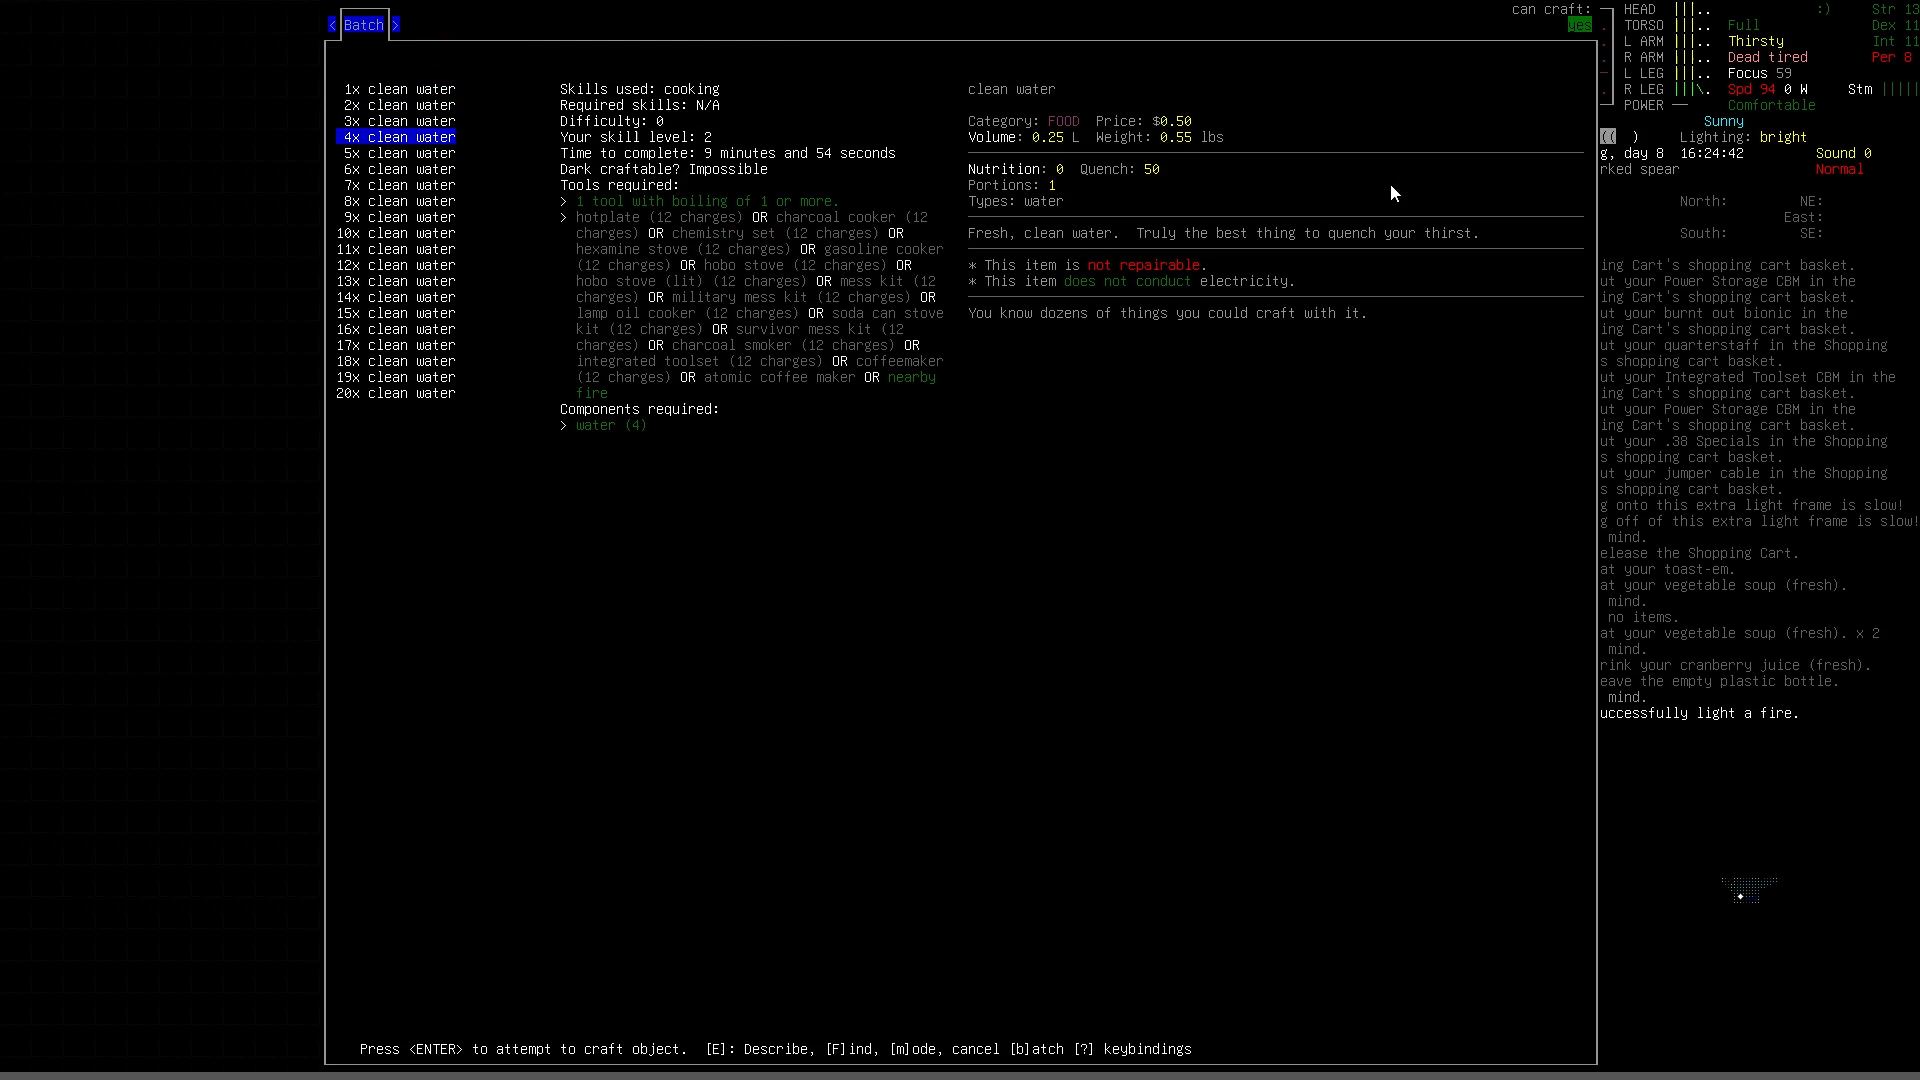 < Batch >
can craft:
yes
1x clean water
2x clean water
3x clean water
4x clean water
5x clean water
6x clean water
7x clean water
8x clean water
9x clean water
10x clean water
11x clean water
12x clean water
13x clean water
14x clean water
15x clean water
16x clean water
17x clean water
18x clean water
19x clean water
20x clean water
Skills used: cooking
Required skills: N/A
Difficulty: 0
Your skill level: 2
Time to complete: 9 minutes and 54 seconds
Dark craftable? Impossible
Tools required:
> 1 tool with boiling of 1 or more.
> hotplate (12 charges) OR charcoal cooker (12
charges) OR chemistry set (12 charges) OR
hexamine stove (12 charges) OR gasoline cooker
(12 charges) OR hobo stove (12 charges) OR
hobo stove (lit) (12 charges) OR mess kit (12
charges) OR military mess kit (12 charges) OR
lamp oil cooker (12 charges) OR soda can stove
kit (12 charges) OR survivor mess kit (12
charges) OR charcoal smoker (12 charges) OR
integrated toolset (12 charges) OR coffeemaker
(12 charges) OR atomic coffee maker OR nearby
fire
Components required:
> water (4)
clean water
Category: FOOD Price: $0.50
Volume: 0.25 L Weight: 0.55 lbs
Nutrition: 0 Quench: 50
Portions: 1
Types: water
Fresh, clean water. Truly the best thing to quench your thirst.
* This item is not repairable.
* This item does not conduct electricity.
You know dozens of things you could craft with it.
Press <ENTER> to attempt to craft object. [E]: Describe, [F]ind, [m]ode, cancel [b]atch [?] keybindings
HEAD |||.. :) Str 13
TORSO |||.. Full Dex 11
L ARM |||.. Thirsty Int 11
R ARM |||.. Dead tired Per 8
L LEG |||.. Focus 59
R LEG |||\. Spd 94 0 W Stm |||||
POWER Comfortable
Sunny
(( ) Lighting: bright
g, day 8 16:24:42 Sound 0
rked spear Normal
North: NE:
East:
South: SE:
ing Cart's shopping cart basket.
ut your Power Storage CBM in the
ing Cart's shopping cart basket.
ut your burnt out bionic in the
ing Cart's shopping cart basket.
ut your quarterstaff in the Shopping
s shopping cart basket.
ut your Integrated Toolset CBM in the
ing Cart's shopping cart basket.
ut your Power Storage CBM in the
ing Cart's shopping cart basket.
ut your .38 Specials in the Shopping
s shopping cart basket.
ut your jumper cable in the Shopping
s shopping cart basket.
g onto this extra light frame is slow!
g off of this extra light frame is slow!
mind.
elease the Shopping Cart.
at your toast-em.
at your vegetable soup (fresh).
mind.
no items.
at your vegetable soup (fresh). x 2
mind.
rink your cranberry juice (fresh).
eave the empty plastic bottle.
mind.
uccessfully light a fire.